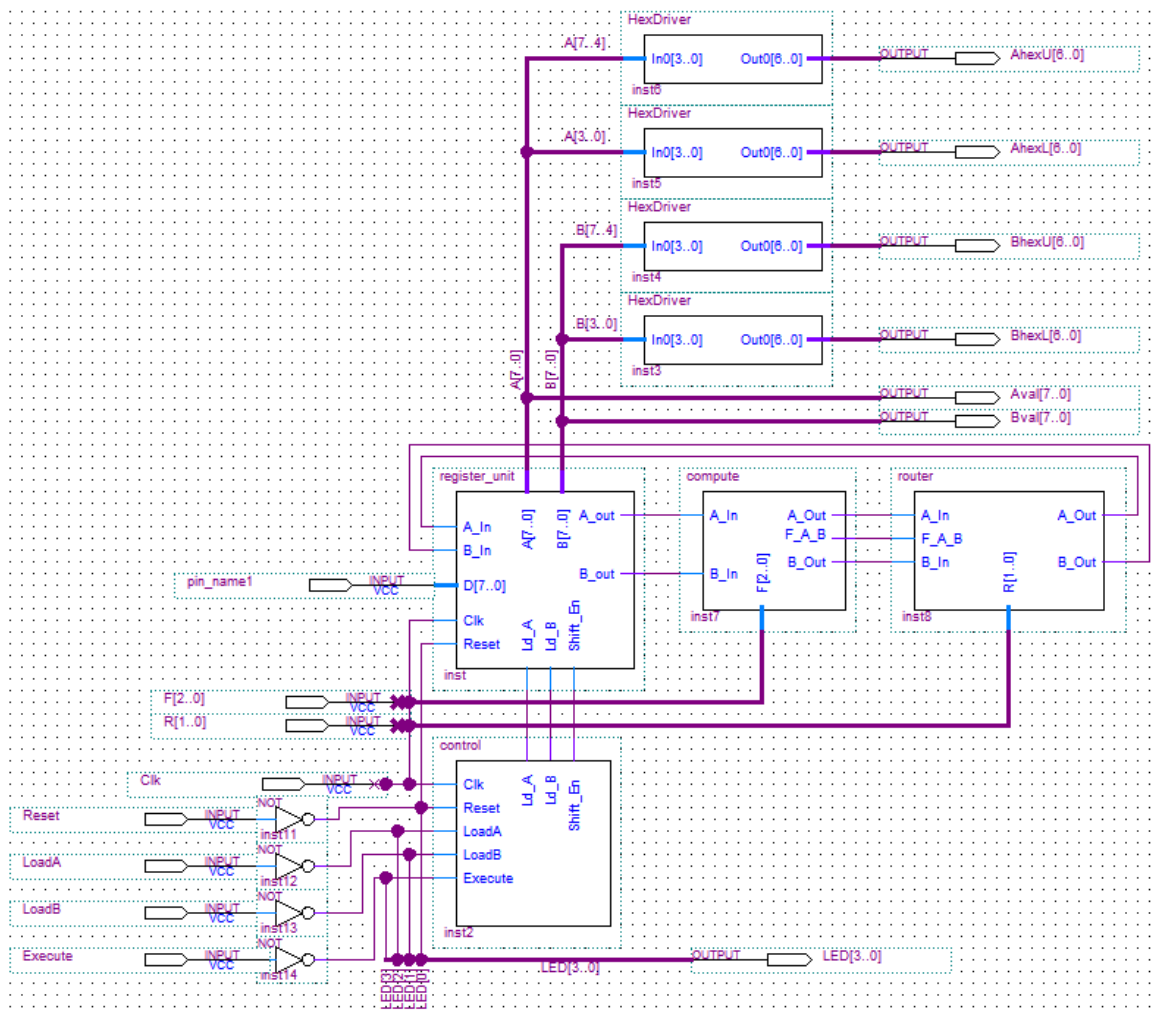 HexDriver
A[7..4]
In0[3..0] Out0[6..0]
inst6
OUTPUT AhexU[6..0]
HexDriver
A[3..0]
In0[3..0] Out0[6..0]
inst5
OUTPUT AhexL[6..0]
HexDriver
B[7..4]
In0[3..0] Out0[6..0]
inst4
OUTPUT BhexU[6..0]
HexDriver
B[3..0]
In0[3..0] Out0[6..0]
inst3
OUTPUT BhexL[6..0]
A[7..0]
B[7..0]
OUTPUT Aval[7..0]
OUTPUT Bval[7..0]
register_unit
A_In
B_In
D[7..0]
Clk
Reset
A[7..0]
B[7..0]
A_out
B_out
Ld_A
Ld_B
Shift_En
inst
compute
A_In
B_In
A_Out
F_A_B
B_Out
F[2..0]
inst7
router
A_In
F_A_B
B_In
A_Out
B_Out
R[1..0]
inst8
pin_name1 INPUT
VCC
F[2..0] INPUT
VCC
R[1..0] INPUT
VCC
control
Clk
Reset
LoadA
LoadB
Execute
Ld_A
Ld_B
Shift_En
inst2
Clk INPUT
VCC
Reset INPUT
VCC
NOT
inst11
LoadA INPUT
VCC
NOT
inst12
LoadB INPUT
VCC
NOT
inst13
Execute INPUT
VCC
NOT
inst14
LED[3]
LED[2]
LED[1]
LED[0]
LED[3..0]
OUTPUT LED[3..0]